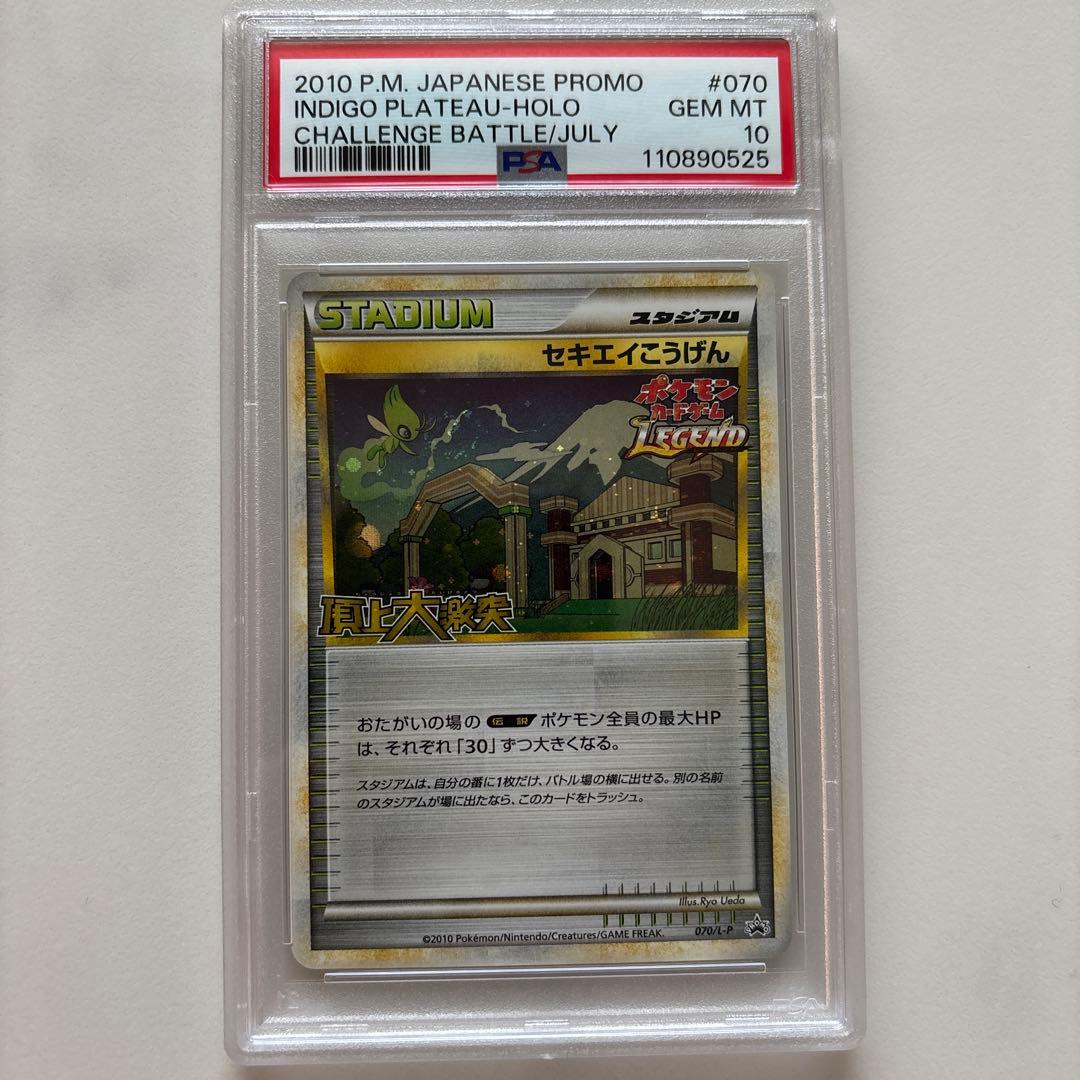 2010 P.M. JAPANESE PROMO #070
INDIGO PLATEAU-HOLO GEM MT
CHALLENGE BATTLE/JULY 10
PSA 110890525
STADIUM スタジアム
セキエイこうげん
ポケモン
カードゲーム
LEGEND
頂上大激突
おたがいの場の 伝説 ポケモン全員の最大HP
は、それぞれ「30」ずつ大きくなる。
スタジアムは、自分の番に1枚だけ、バトル場の横に出せる。別の名前
のスタジアムが場に出たなら、このカードをトラッシュ。
Illus.Ryo Ueda
©2010 Pokémon/Nintendo/Creatures/GAME FREAK. 070/L-P